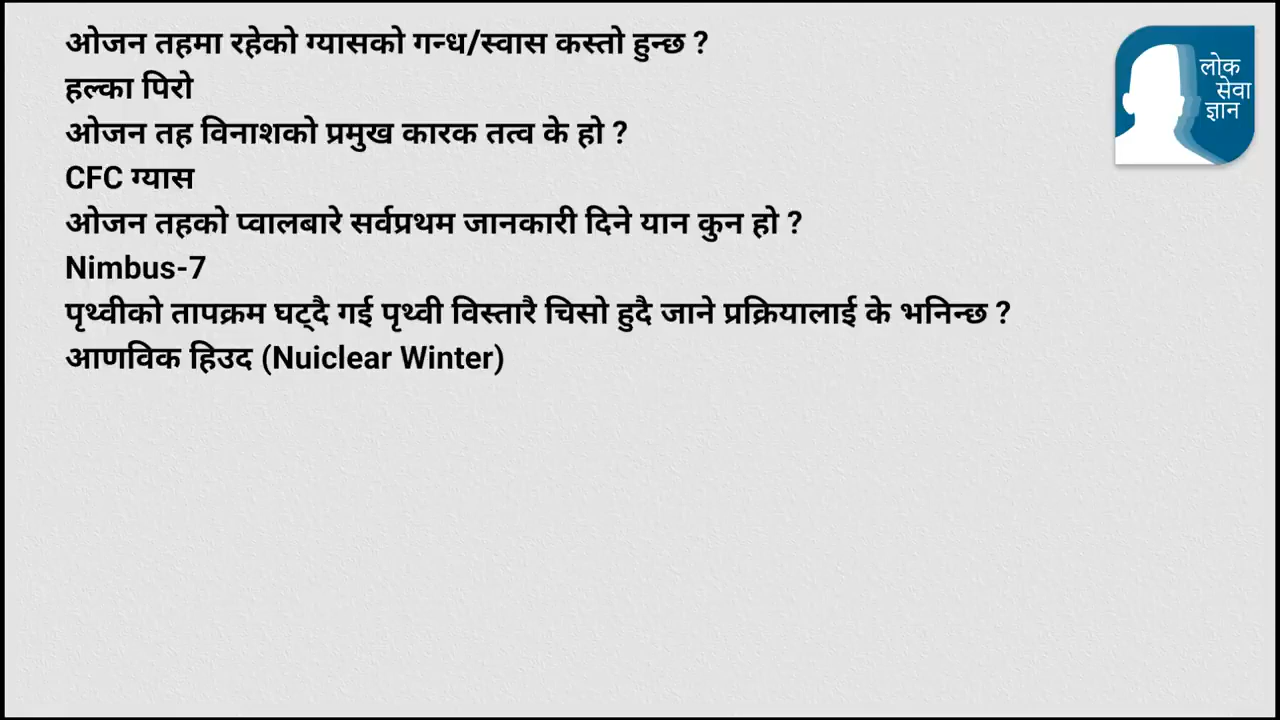 ओजन तहमा रहेको ग्यासको गन्ध/स्वास कस्तो हुन्छ ?
हल्का पिरो
ओजन तह विनाशको प्रमुख कारक तत्व के हो ?
CFC ग्यास
ओजन तहको प्वालबारे सर्वप्रथम जानकारी दिने यान कुन हो ?
Nimbus-7
पृथ्वीको तापक्रम घट्दै गई पृथ्वी विस्तारै चिसो हुदै जाने प्रक्रियालाई के भनिन्छ ?
आणविक हिउद (Nuiclear Winter)
लोक
सेवा
ज्ञान